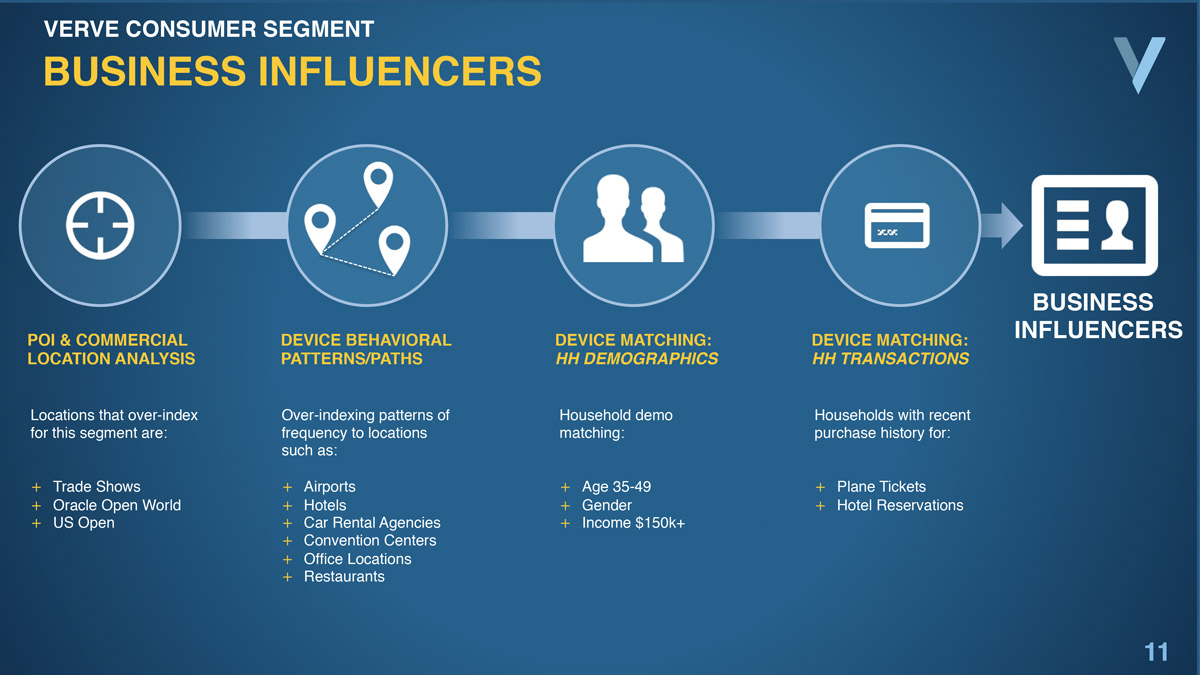 VERVE CONSUMER SEGMENT
BUSINESS INFLUENCERS
BUSINESS
INFLUENCERS
POI & COMMERCIAL
LOCATION ANALYSIS
Locations that over-index
for this segment are:
+ Trade Shows
+ Oracle Open World
+ US Open
DEVICE BEHAVIORAL
PATTERNS/PATHS
Over-indexing patterns of
frequency to locations
such as:
+ Airports
+ Hotels
+ Car Rental Agencies
+ Convention Centers
+ Office Locations
+ Restaurants
DEVICE MATCHING:
HH DEMOGRAPHICS
Household demo
matching:
+ Age 35-49
+ Gender
+ Income $150k+
DEVICE MATCHING:
HH TRANSACTIONS
Households with recent
purchase history for:
+ Plane Tickets
+ Hotel Reservations
11